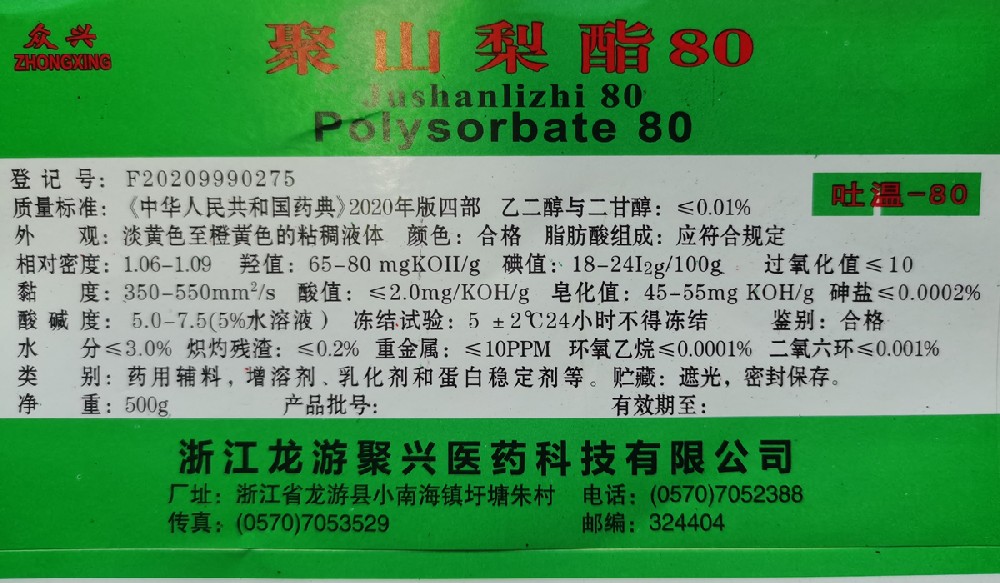 众兴
ZHONGXING
聚山梨酯80
Jushanlizhi 80
Polysorbate 80
登记号：F20209990275
吐温-80
质量标准：《中华人民共和国药典》2020年版四部 乙二醇与二甘醇：≤0.01%
外 观：淡黄色至橙黄色的粘稠液体 颜色：合格 脂肪酸组成：应符合规定
相对密度：1.06-1.09 羟值：65-80 mgKOH/g 碘值：18-24I₂g/100g 过氧化值≤10
黏 度：350-550mm²/s 酸值：≤2.0mg/KOH/g 皂化值：45-55mg KOH/g 砷盐≤0.0002%
酸碱度：5.0-7.5(5%水溶液） 冻结试验：5 ±2℃24小时不得冻结 鉴别：合格
水 分≤3.0% 炽灼残渣：≤0.2% 重金属：≤10PPM 环氧乙烷≤0.0001% 二氧六环≤0.001%
类 别：药用辅料，增溶剂、乳化剂和蛋白稳定剂等。贮藏：遮光，密封保存。
净 重：500g 产品批号： 有效期至：
浙江龙游聚兴医药科技有限公司
厂址：浙江省龙游县小南海镇圩塘朱村 电话：(0570)7052388
传真：(0570)7053529 邮编：324404